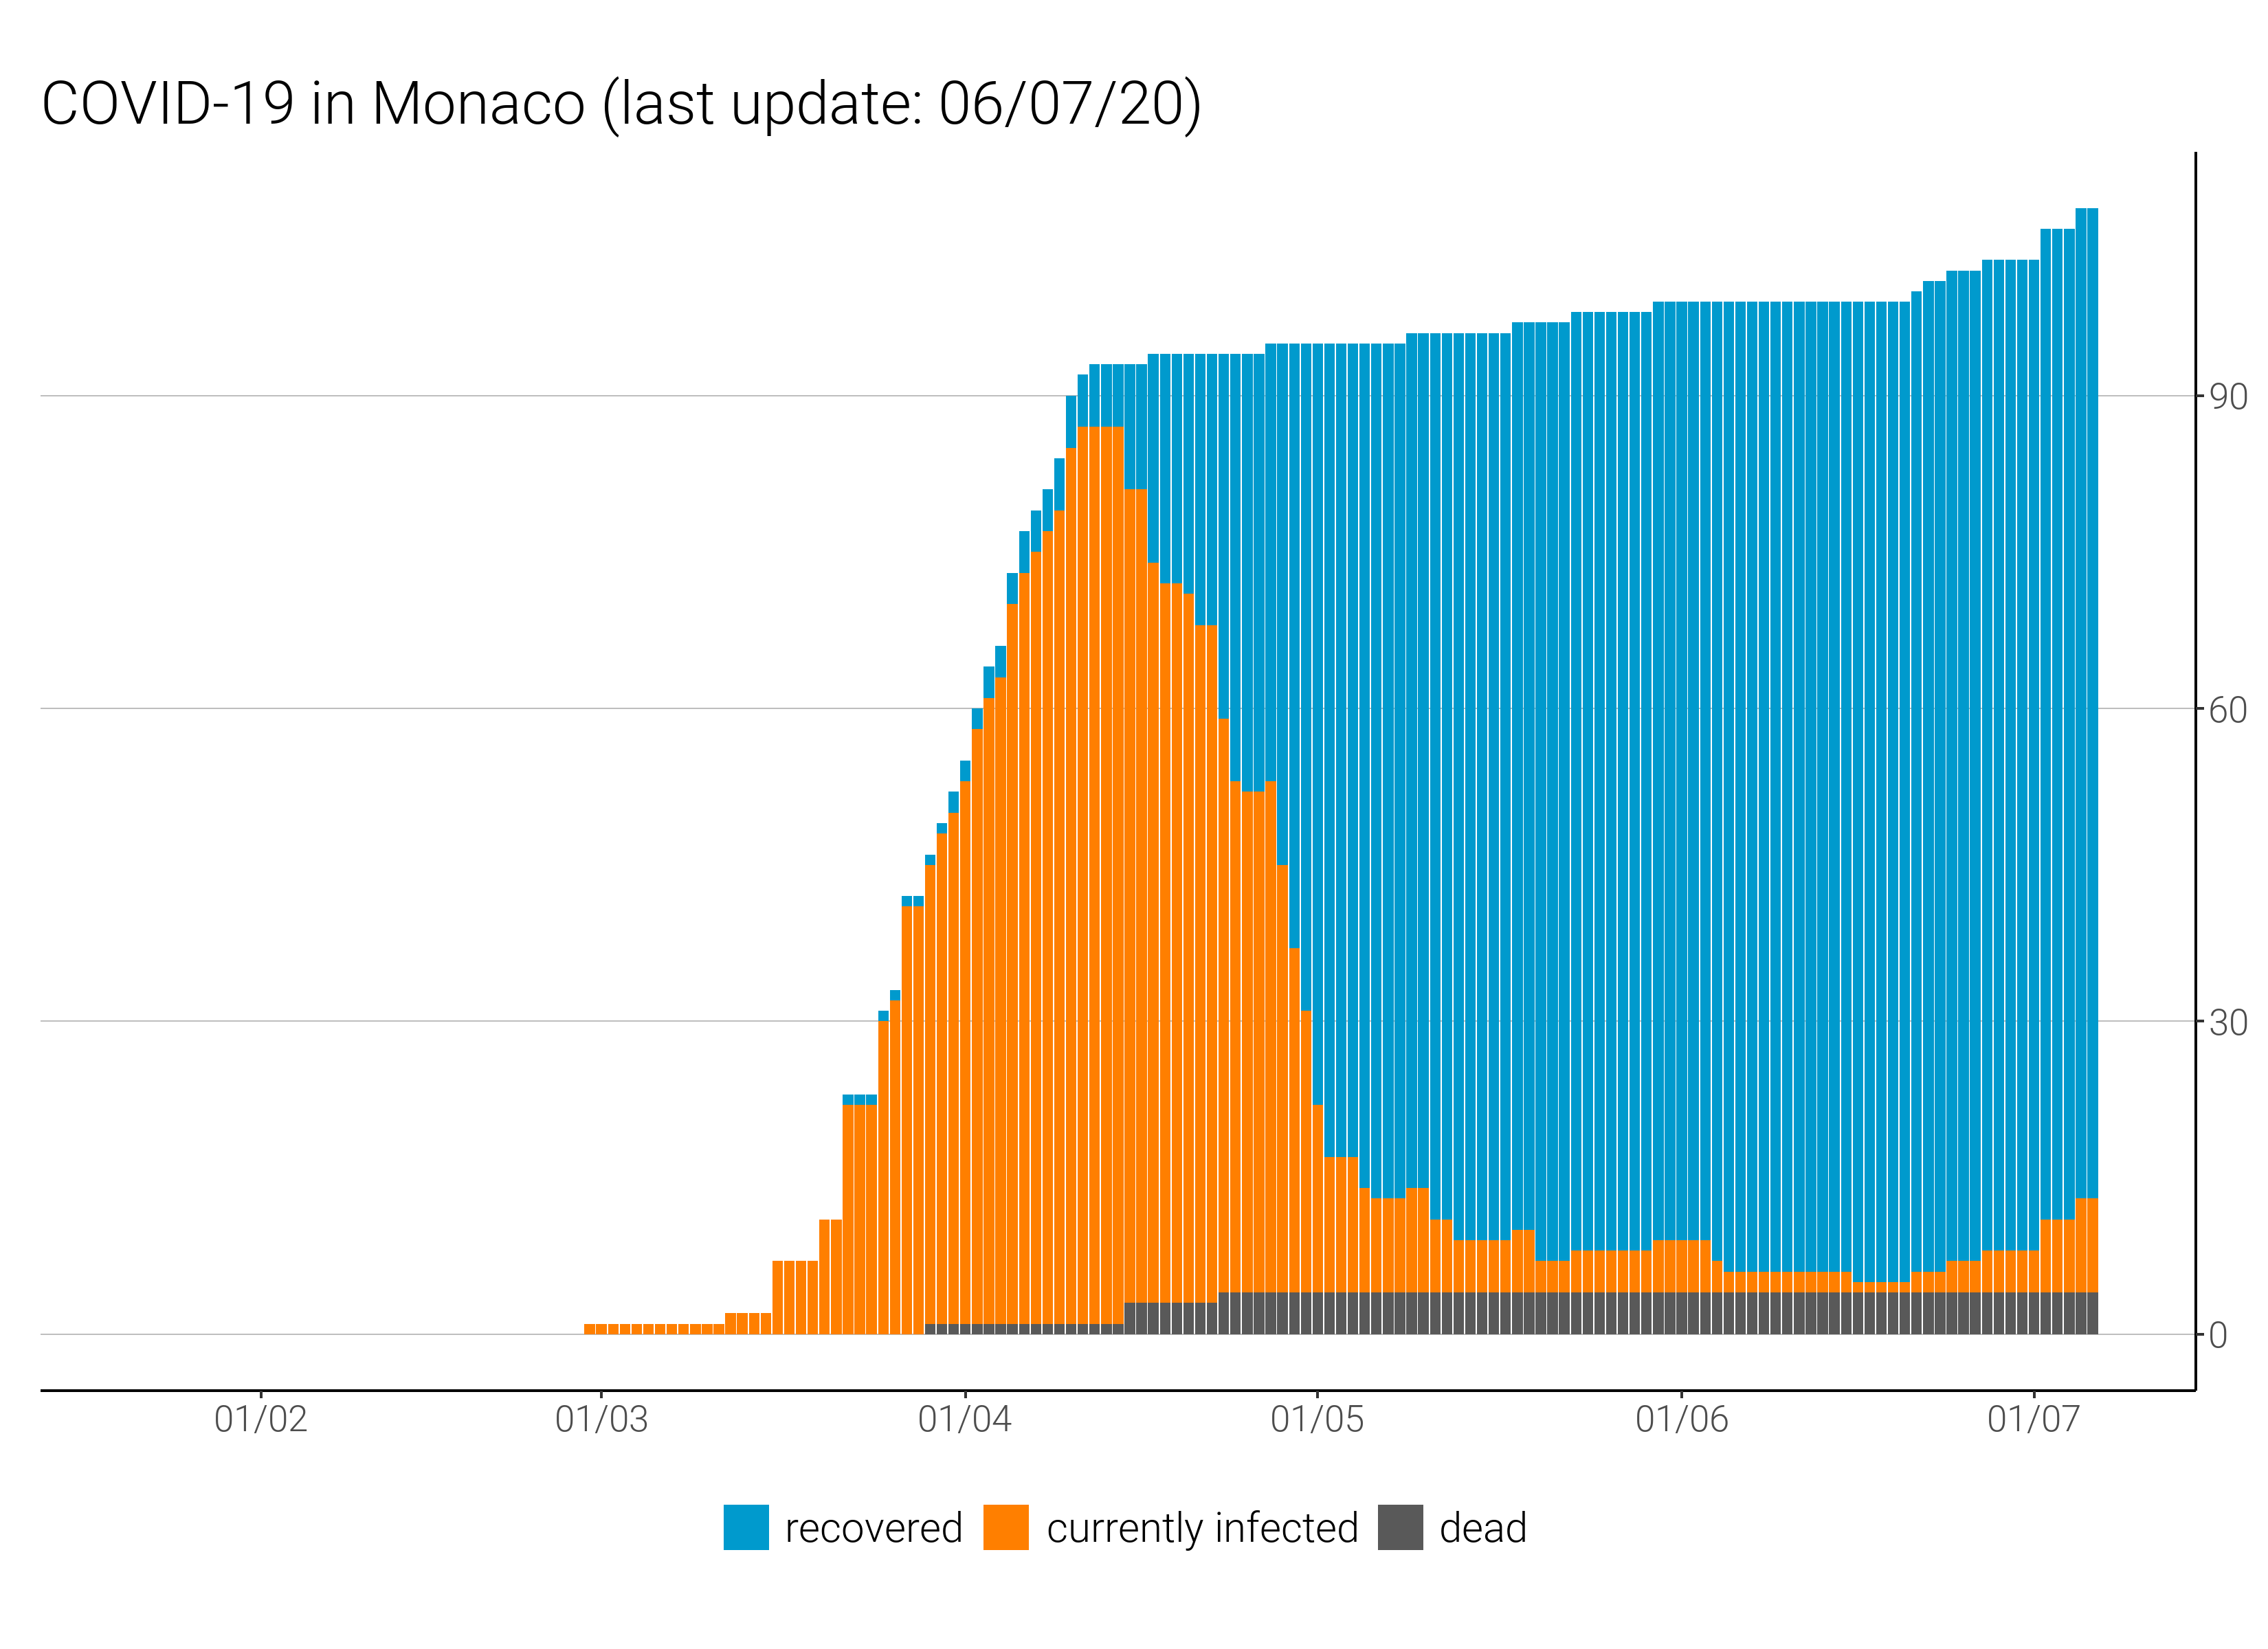 COVID-19 in Monaco (last update: 06/07/20)
90
60
30
0
01/02 01/03 01/04 01/05 01/06 01/07
recovered currently infected dead